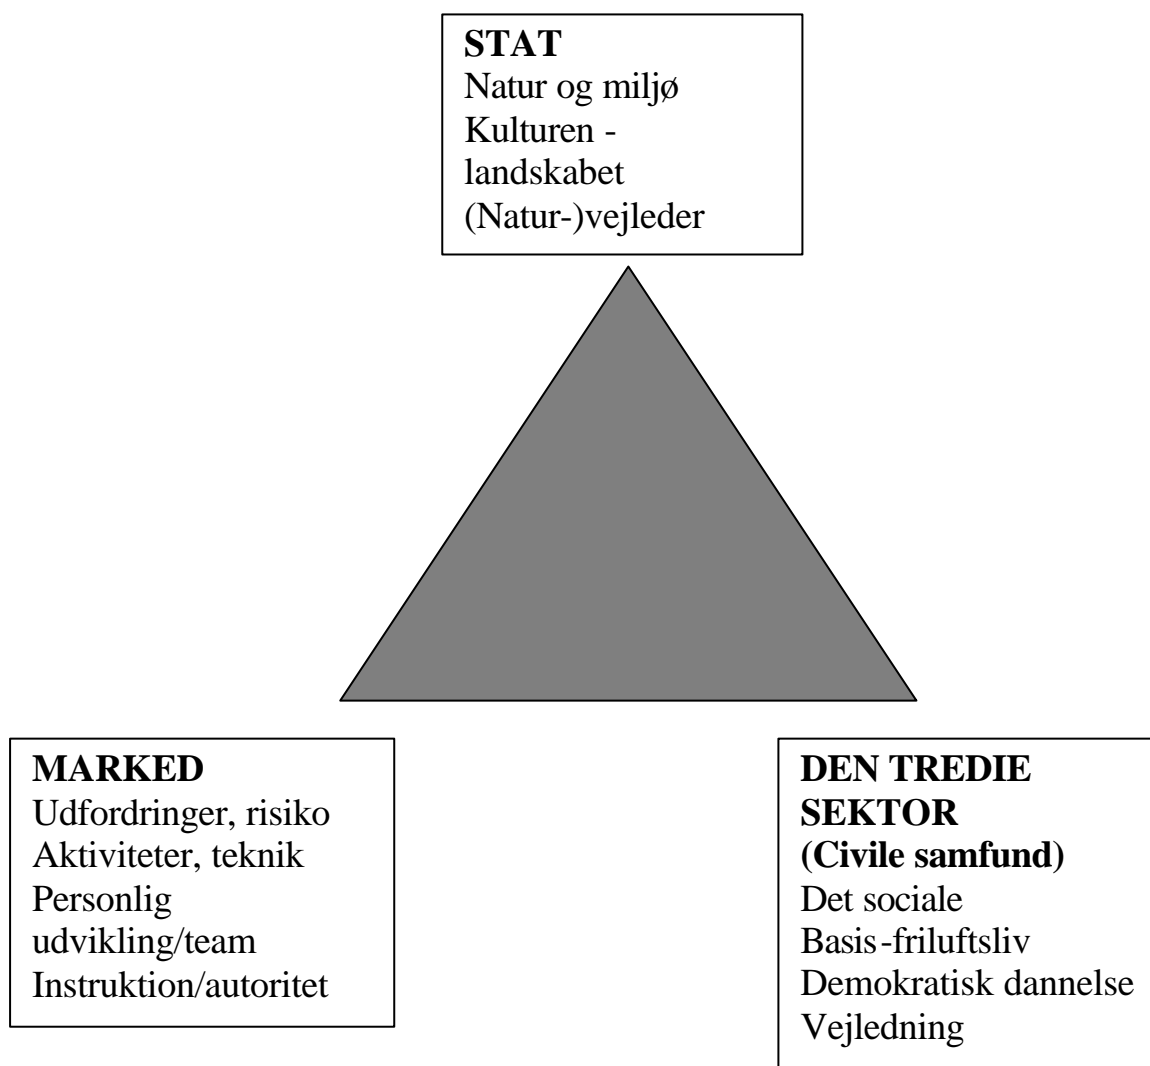 STAT
Natur og miljø
Kulturen -
landskabet
(Natur-)vejleder
MARKED
Udfordringer, risiko
Aktiviteter, teknik
Personlig
udvikling/team
Instruktion/autoritet
DEN TREDIE
SEKTOR
(Civile samfund)
Det sociale
Basis-friluftsliv
Demokratisk dannelse
Vejledning